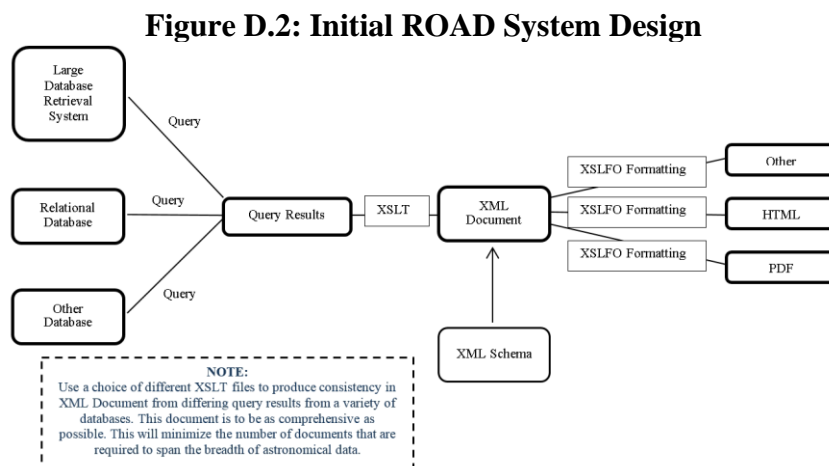 Figure D.2: Initial ROAD System Design
Large
Database
Retrieval
System
Query
Relational
Database
Query
Other
Database
Query
Query Results
XSLT
XML
Document
XML Schema
XSLFO Formatting
Other
XSLFO Formatting
HTML
XSLFO Formatting
PDF
NOTE:
Use a choice of different XSLT files to produce consistency in
XML Document from differing query results from a variety of
databases. This document is to be as comprehensive as
possible. This will minimize the number of documents that are
required to span the breadth of astronomical data.